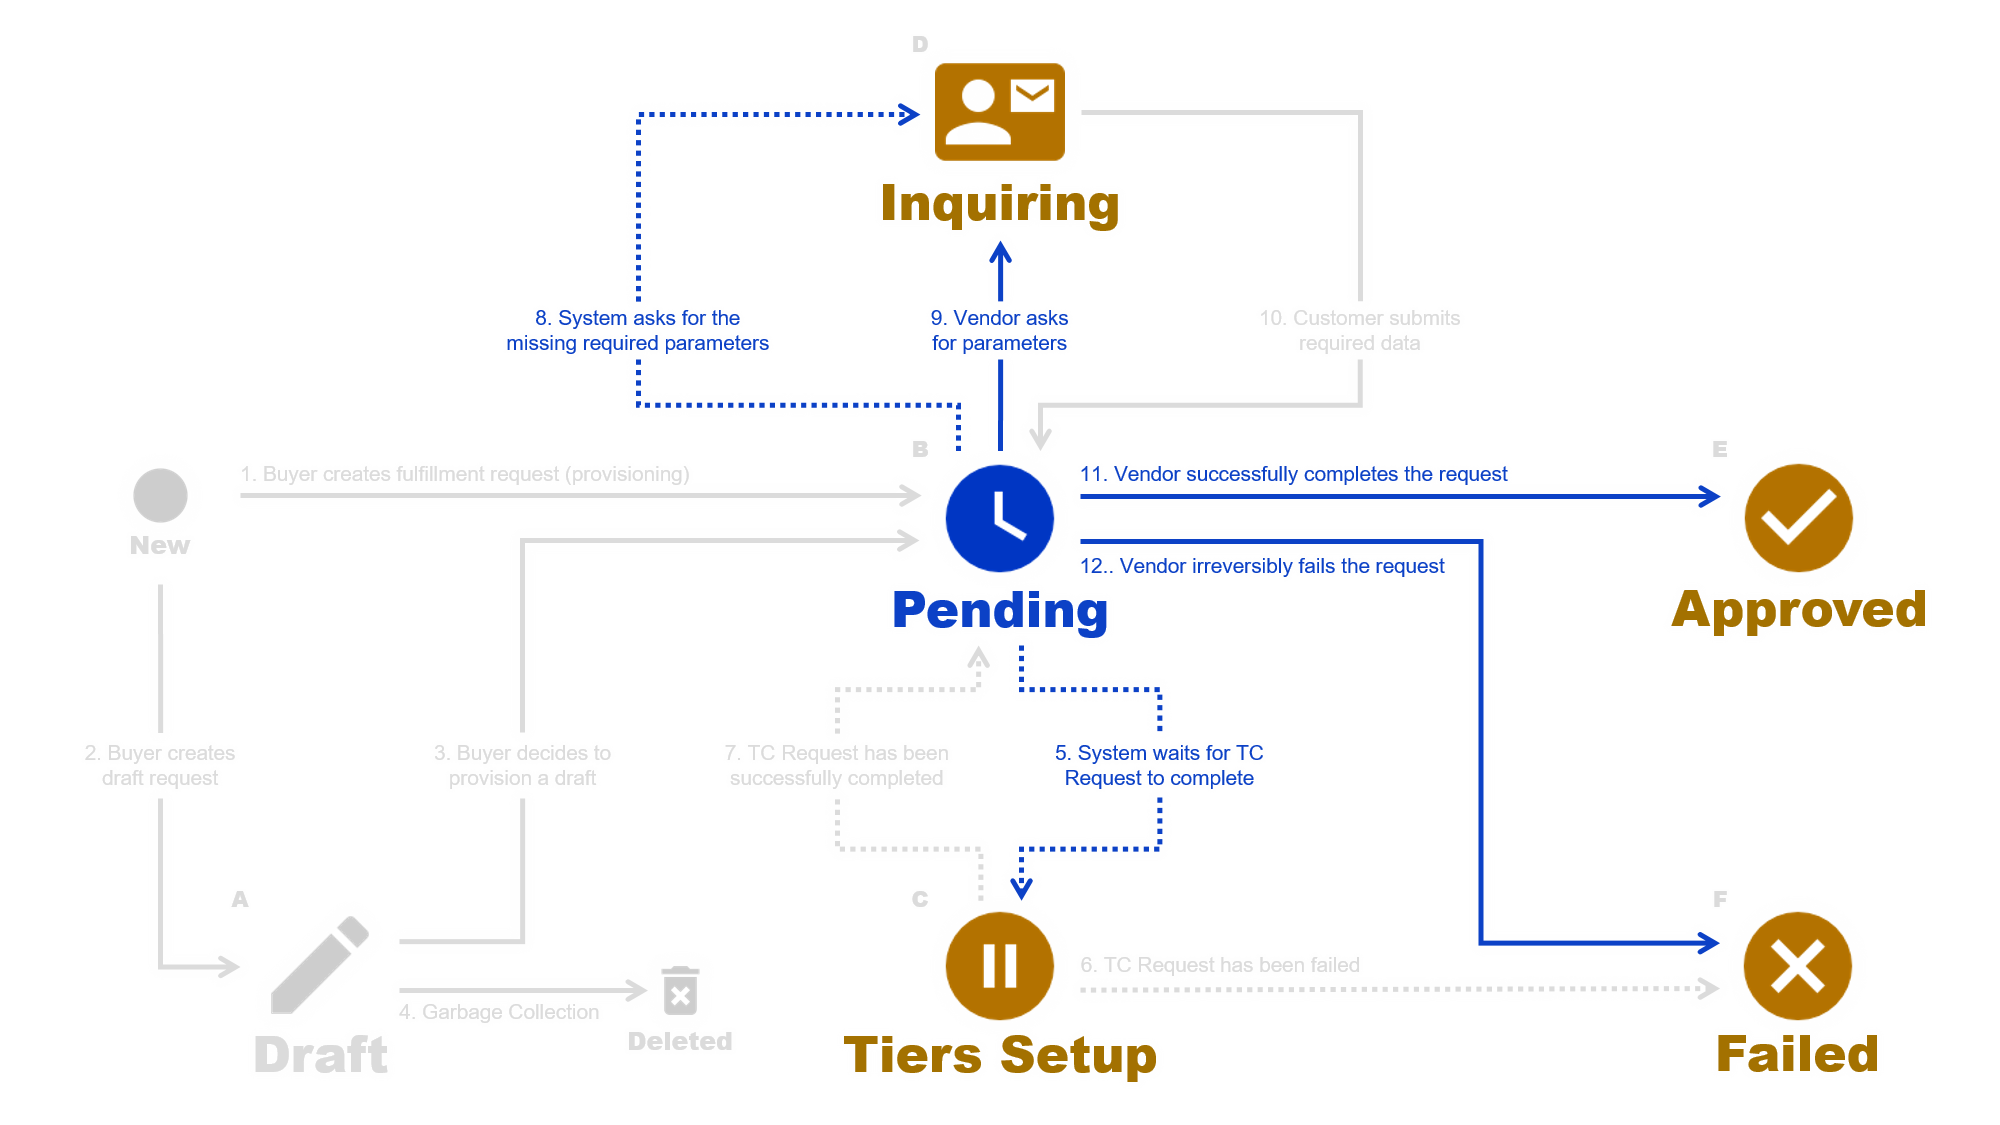 D
Inquiring
8. System asks for the
missing required parameters
9. Vendor asks
for parameters
10. Customer submits
required data
B
E
1. Buyer creates fulfillment request (provisioning)
11. Vendor successfully completes the request
New
12.. Vendor irreversibly fails the request
Pending
Approved
2. Buyer creates
draft request
3. Buyer decides to
provision a draft
7. TC Request has been
successfully completed
5. System waits for TC
Request to complete
A
C
F
6. TC Request has been failed
4. Garbage Collection
Deleted
Draft
Tiers Setup
Failed